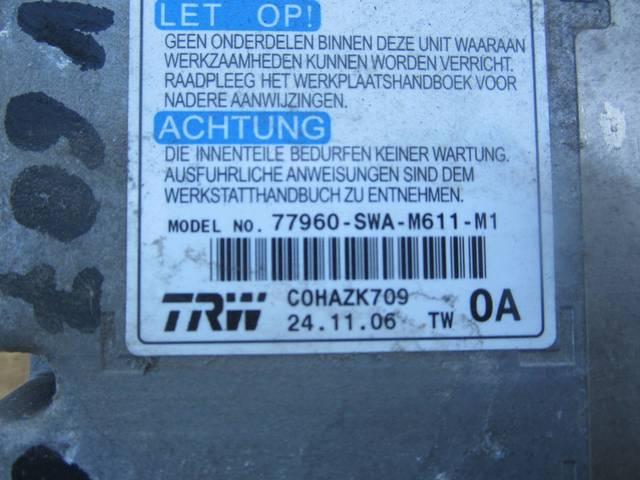 LET OP!
GEEN ONDERDELEN BINNEN DEZE UNIT WAARAAN
WERKZAAMHEDEN KUNNEN WORDEN VERRICHT.
RAADPLEEG HET WERKPLAATSHANDBOEK VOOR
NADERE AANWIJZINGEN.
ACHTUNG
DIE INNENTEILE BEDÜRFEN KEINER WARTUNG.
AUSFÜHRLICHE ANWEISUNGEN SIND DEM
WERKSTATTHANDBUCH ZU ENTNEHMEN.
MODEL NO. 77960-SWA-M611-M1
TRW C0HAZK709 0A
24.11.06 TW